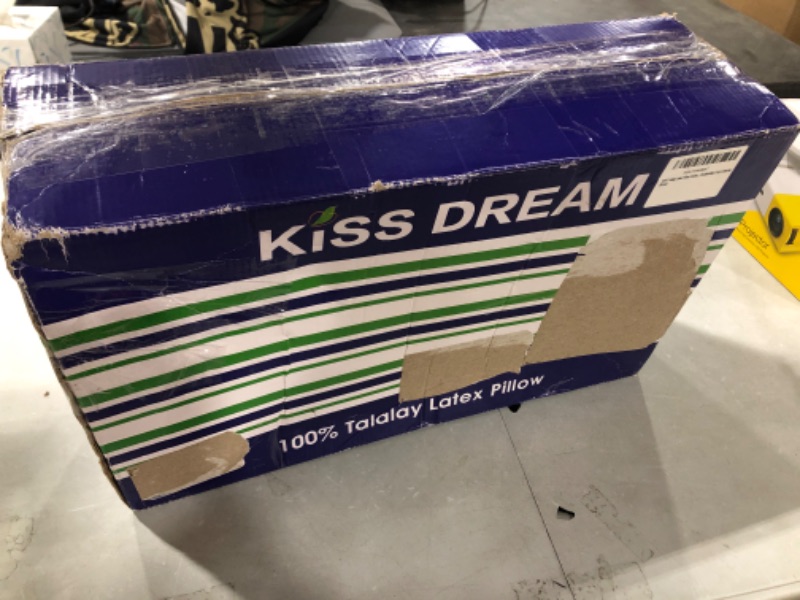 KiSS DREAM
100% Talalay Latex Pillow